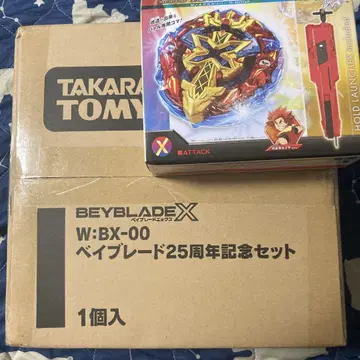 TAKARA
TOMY
X
■ATTACK
BEYBLADE X
ベイブレードエックス
W:BX-00
ベイブレード25周年記念セット
1個入